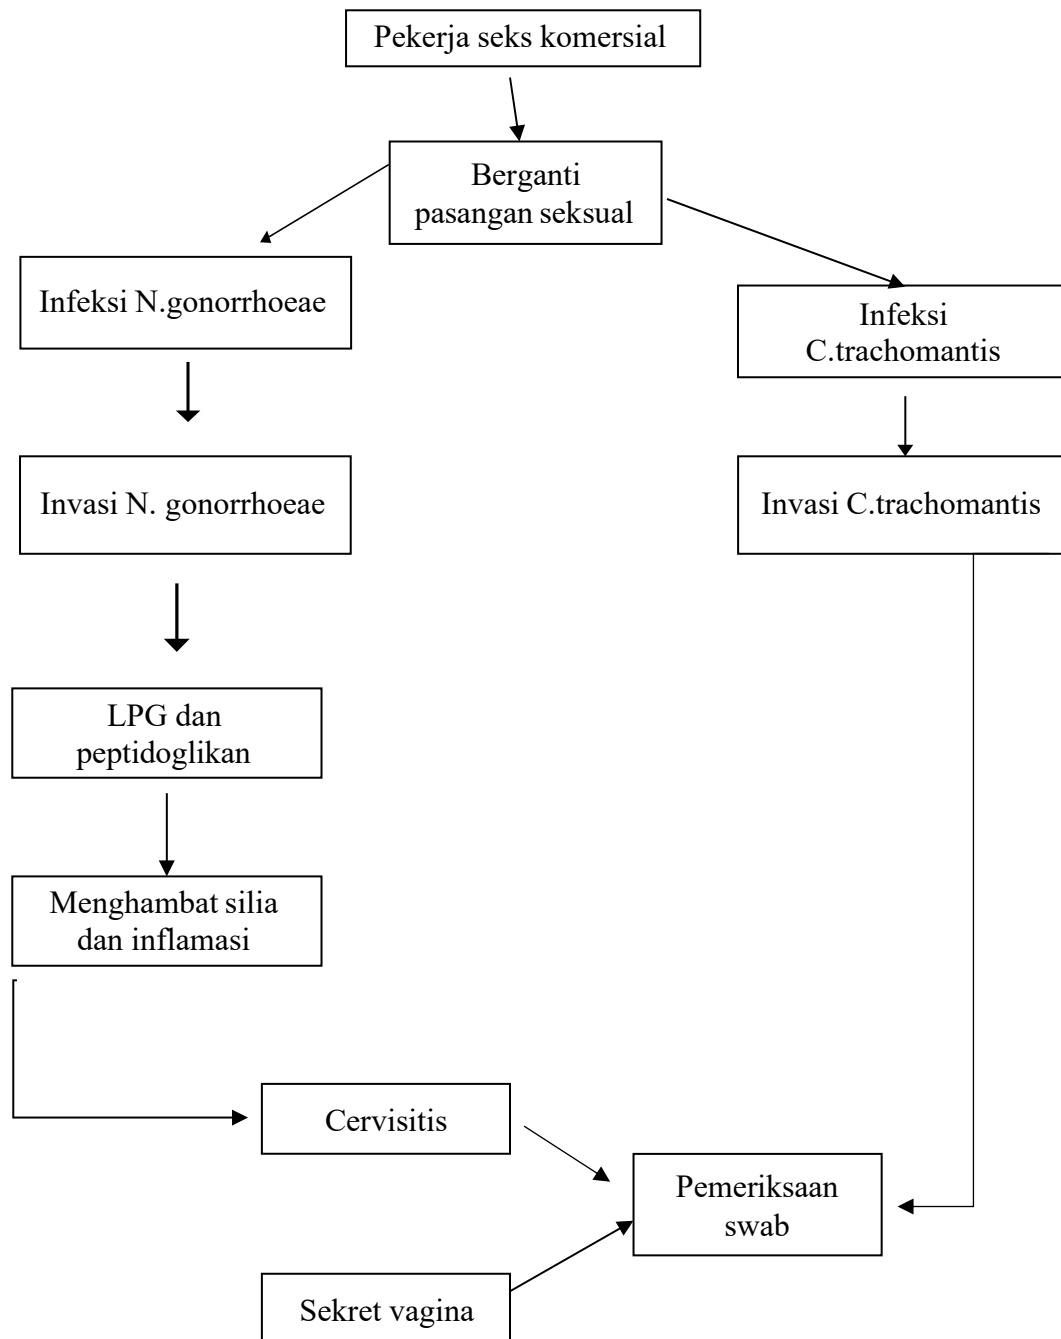 Pekerja seks komersial
Berganti
pasangan seksual
Infeksi N.gonorrhoeae
Infeksi
C.trachomantis
Invasi N. gonorrhoeae
Invasi C.trachomantis
LPG dan
peptidoglikan
Menghambat silia
dan inflamasi
Cervisitis
Pemeriksaan
swab
Sekret vagina